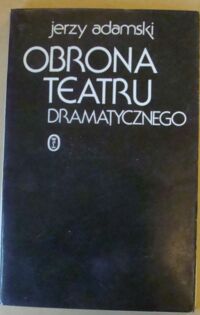 jerzy adamski
OBRONA
TEATRU
DRAMATYCZNEGO